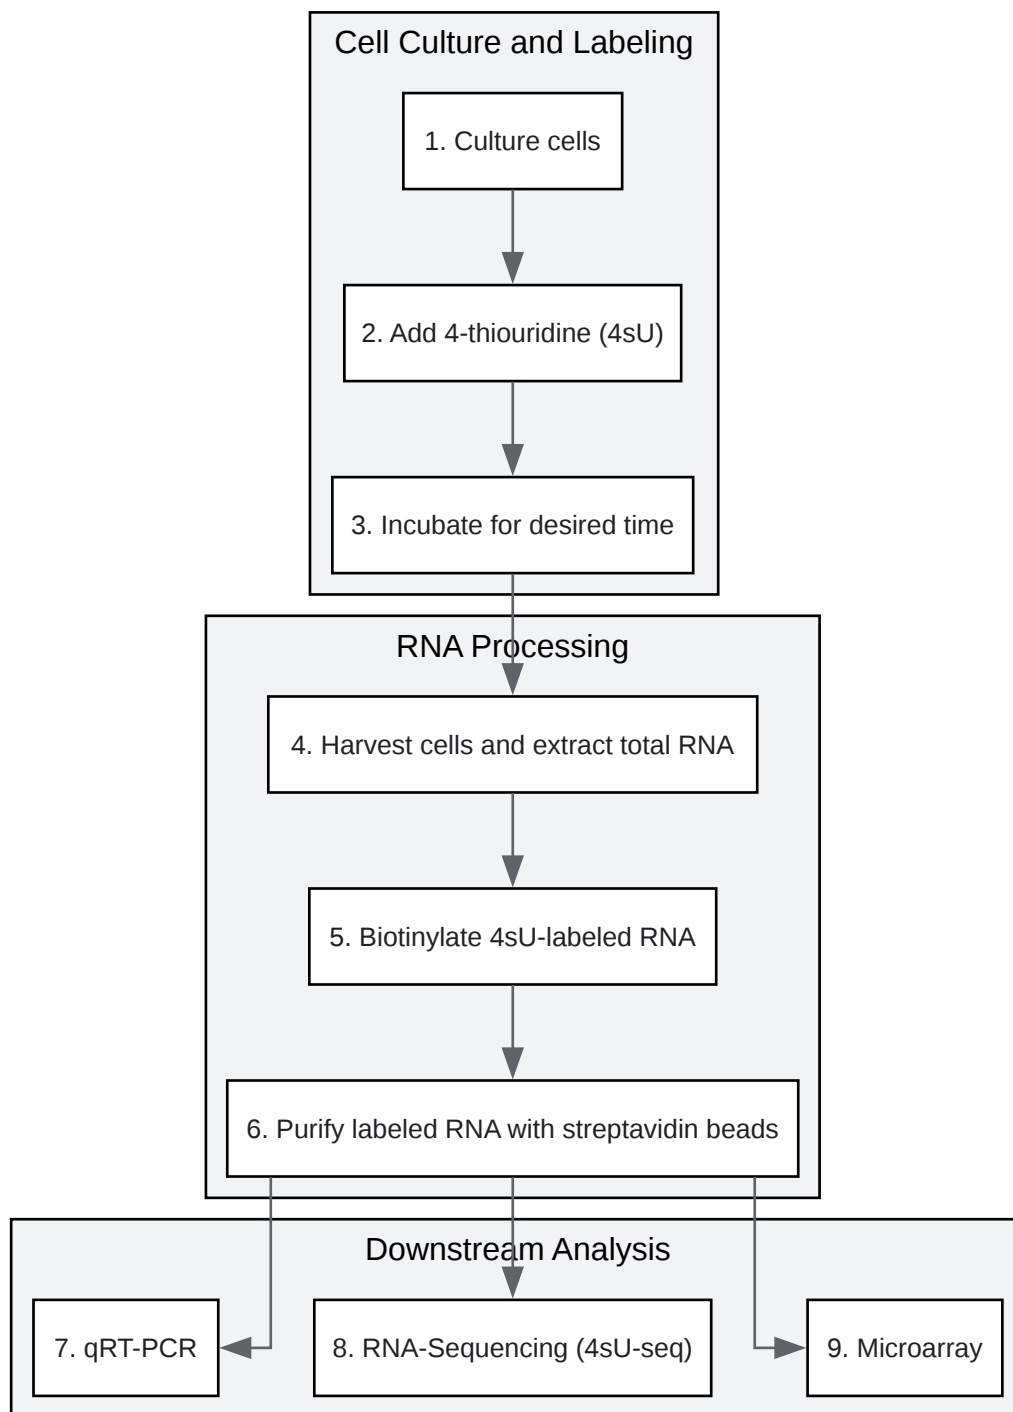 Cell Culture and Labeling
1. Culture cells
2. Add 4-thiouridine (4sU)
3. Incubate for desired time
RNA Processing
4. Harvest cells and extract total RNA
5. Biotinylate 4sU-labeled RNA
6. Purify labeled RNA with streptavidin beads
Downstream Analysis
7. qRT-PCR
8. RNA-Sequencing (4sU-seq)
9. Microarray